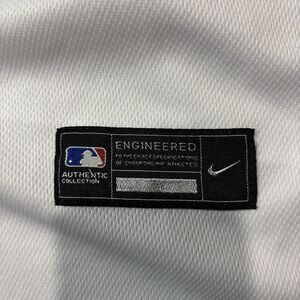 ENGINEERED
TO THE EXACT SPECIFICATIONS
OF CHAMPIONSHIP ATHLETES
AUTHENTIC
COLLECTION